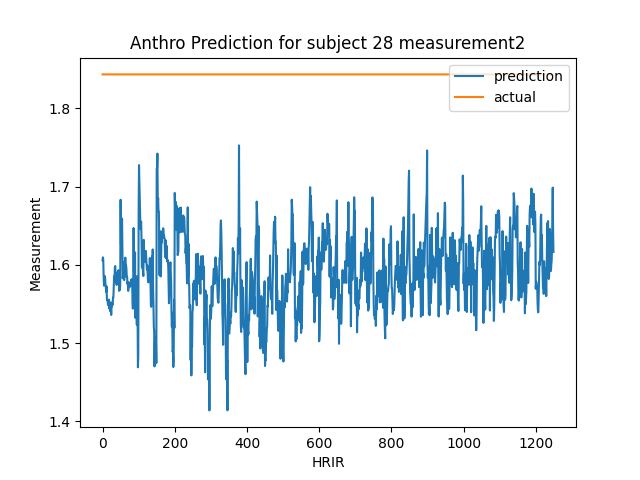 Anthro Prediction for subject 28 measurement2
prediction
actual
1.8
1.7
1.6
1.5
1.4
Measurement
0 200 400 600 800 1000 1200
HRIR